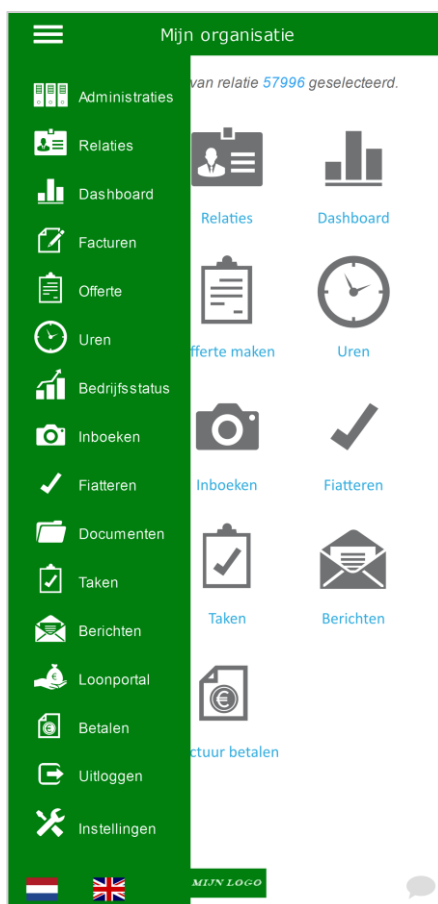 Mijn organisatie
van relatie 57996 geselecteerd.
Administraties
Relaties
Dashboard
Facturen
Offerte
Uren
Bedrijfsstatus
Inboeken
Fiatteren
Documenten
Taken
Berichten
Loonportal
Betalen
Uitloggen
Instellingen
Relaties
Dashboard
fferte maken
Uren
Inboeken
Fiatteren
Taken
Berichten
ctuur betalen
MIJN LOGO